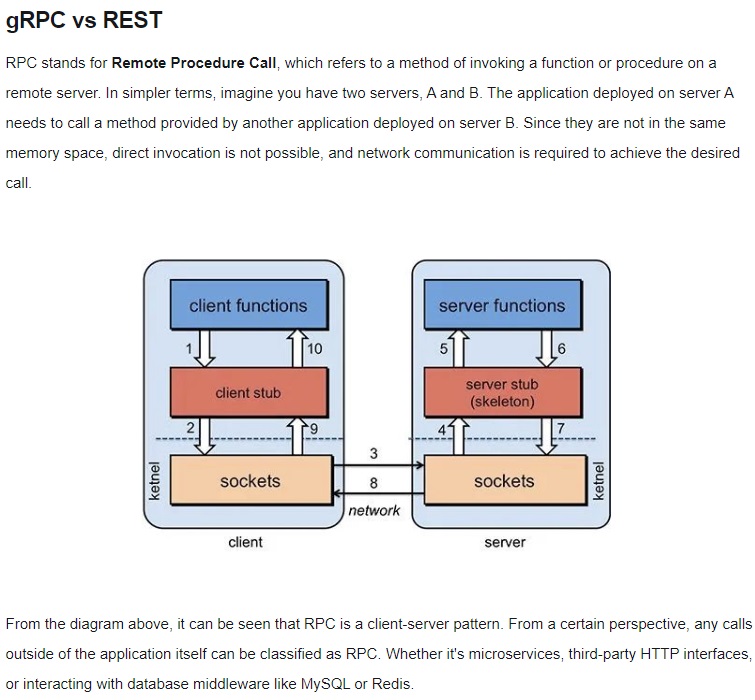 gRPC vs REST
RPC stands for Remote Procedure Call, which refers to a method of invoking a function or procedure on a
remote server. In simpler terms, imagine you have two servers, A and B. The application deployed on server A
needs to call a method provided by another application deployed on server B. Since they are not in the same
memory space, direct invocation is not possible, and network communication is required to achieve the desired
call.
client functions
server functions
1
10
5
6
client stub
server stub
(skeleton)
2
9
4
7
ketnel
sockets
3
8
network
sockets
ketnel
client
server
From the diagram above, it can be seen that RPC is a client-server pattern. From a certain perspective, any calls
outside of the application itself can be classified as RPC. Whether it's microservices, third-party HTTP interfaces,
or interacting with database middleware like MySQL or Redis.